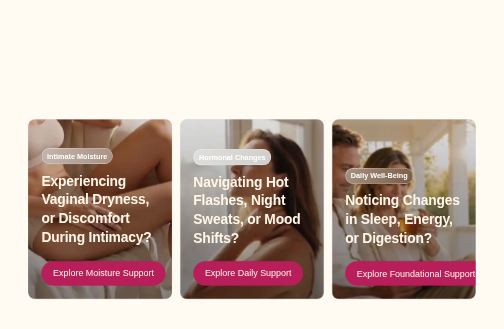 Intimate Moisture
Experiencing
Vaginal Dryness,
or Discomfort
During Intimacy?
Explore Moisture Support
Hormonal Changes
Navigating Hot
Flashes, Night
Sweats, or Mood
Shifts?
Explore Daily Support
Daily Well-Being
Noticing Changes
in Sleep, Energy,
or Digestion?
Explore Foundational Support